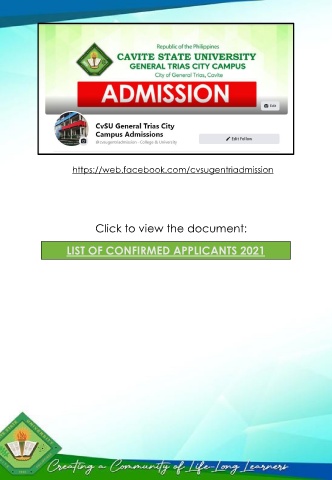 Republic of the Philippines
CAVITE STATE UNIVERSITY
GENERAL TRIAS CITY CAMPUS
City of General Trias, Cavite
ADMISSION
Edit
CvSU General Trias City
Campus Admissions
@cvsugentriadmission · College & University
Edit Follow
https://web.facebook.com/cvsugentriadmission
Click to view the document:
LIST OF CONFIRMED APPLICANTS 2021
Creating a Community of Life-Long Learners